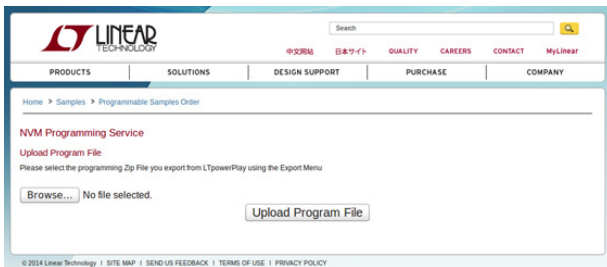 LINEAR
TECHNOLOGY
Search
中文网站 日本サイト QUALITY CAREERS CONTACT MyLinear
PRODUCTS SOLUTIONS DESIGN SUPPORT PURCHASE COMPANY
Home > Samples > Programmable Samples Order
NVM Programming Service
Upload Program File
Please select the programming Zip File you export from LTpowerPlay using the Export Menu
Browse... No file selected.
Upload Program File
© 2014 Linear Technology | SITE MAP | SEND US FEEDBACK | TERMS OF USE | PRIVACY POLICY